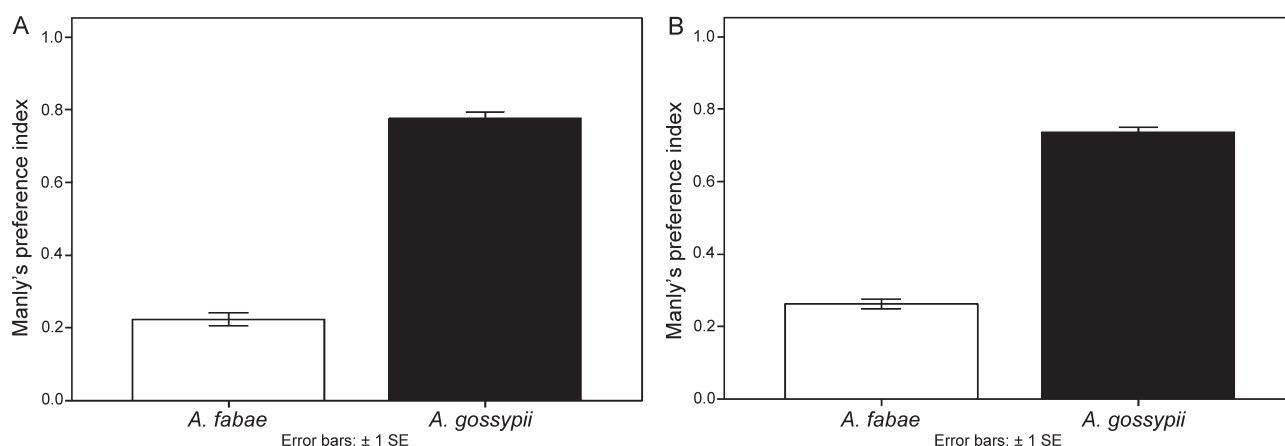 A
Manly's preference index
1.0
0.8
0.6
0.4
0.2
0.0
A. fabae
A. gossypii
Error bars: ± 1 SE
B
Manly's preference index
1.0
0.8
0.6
0.4
0.2
0.0
A. fabae
A. gossypii
Error bars: ± 1 SE